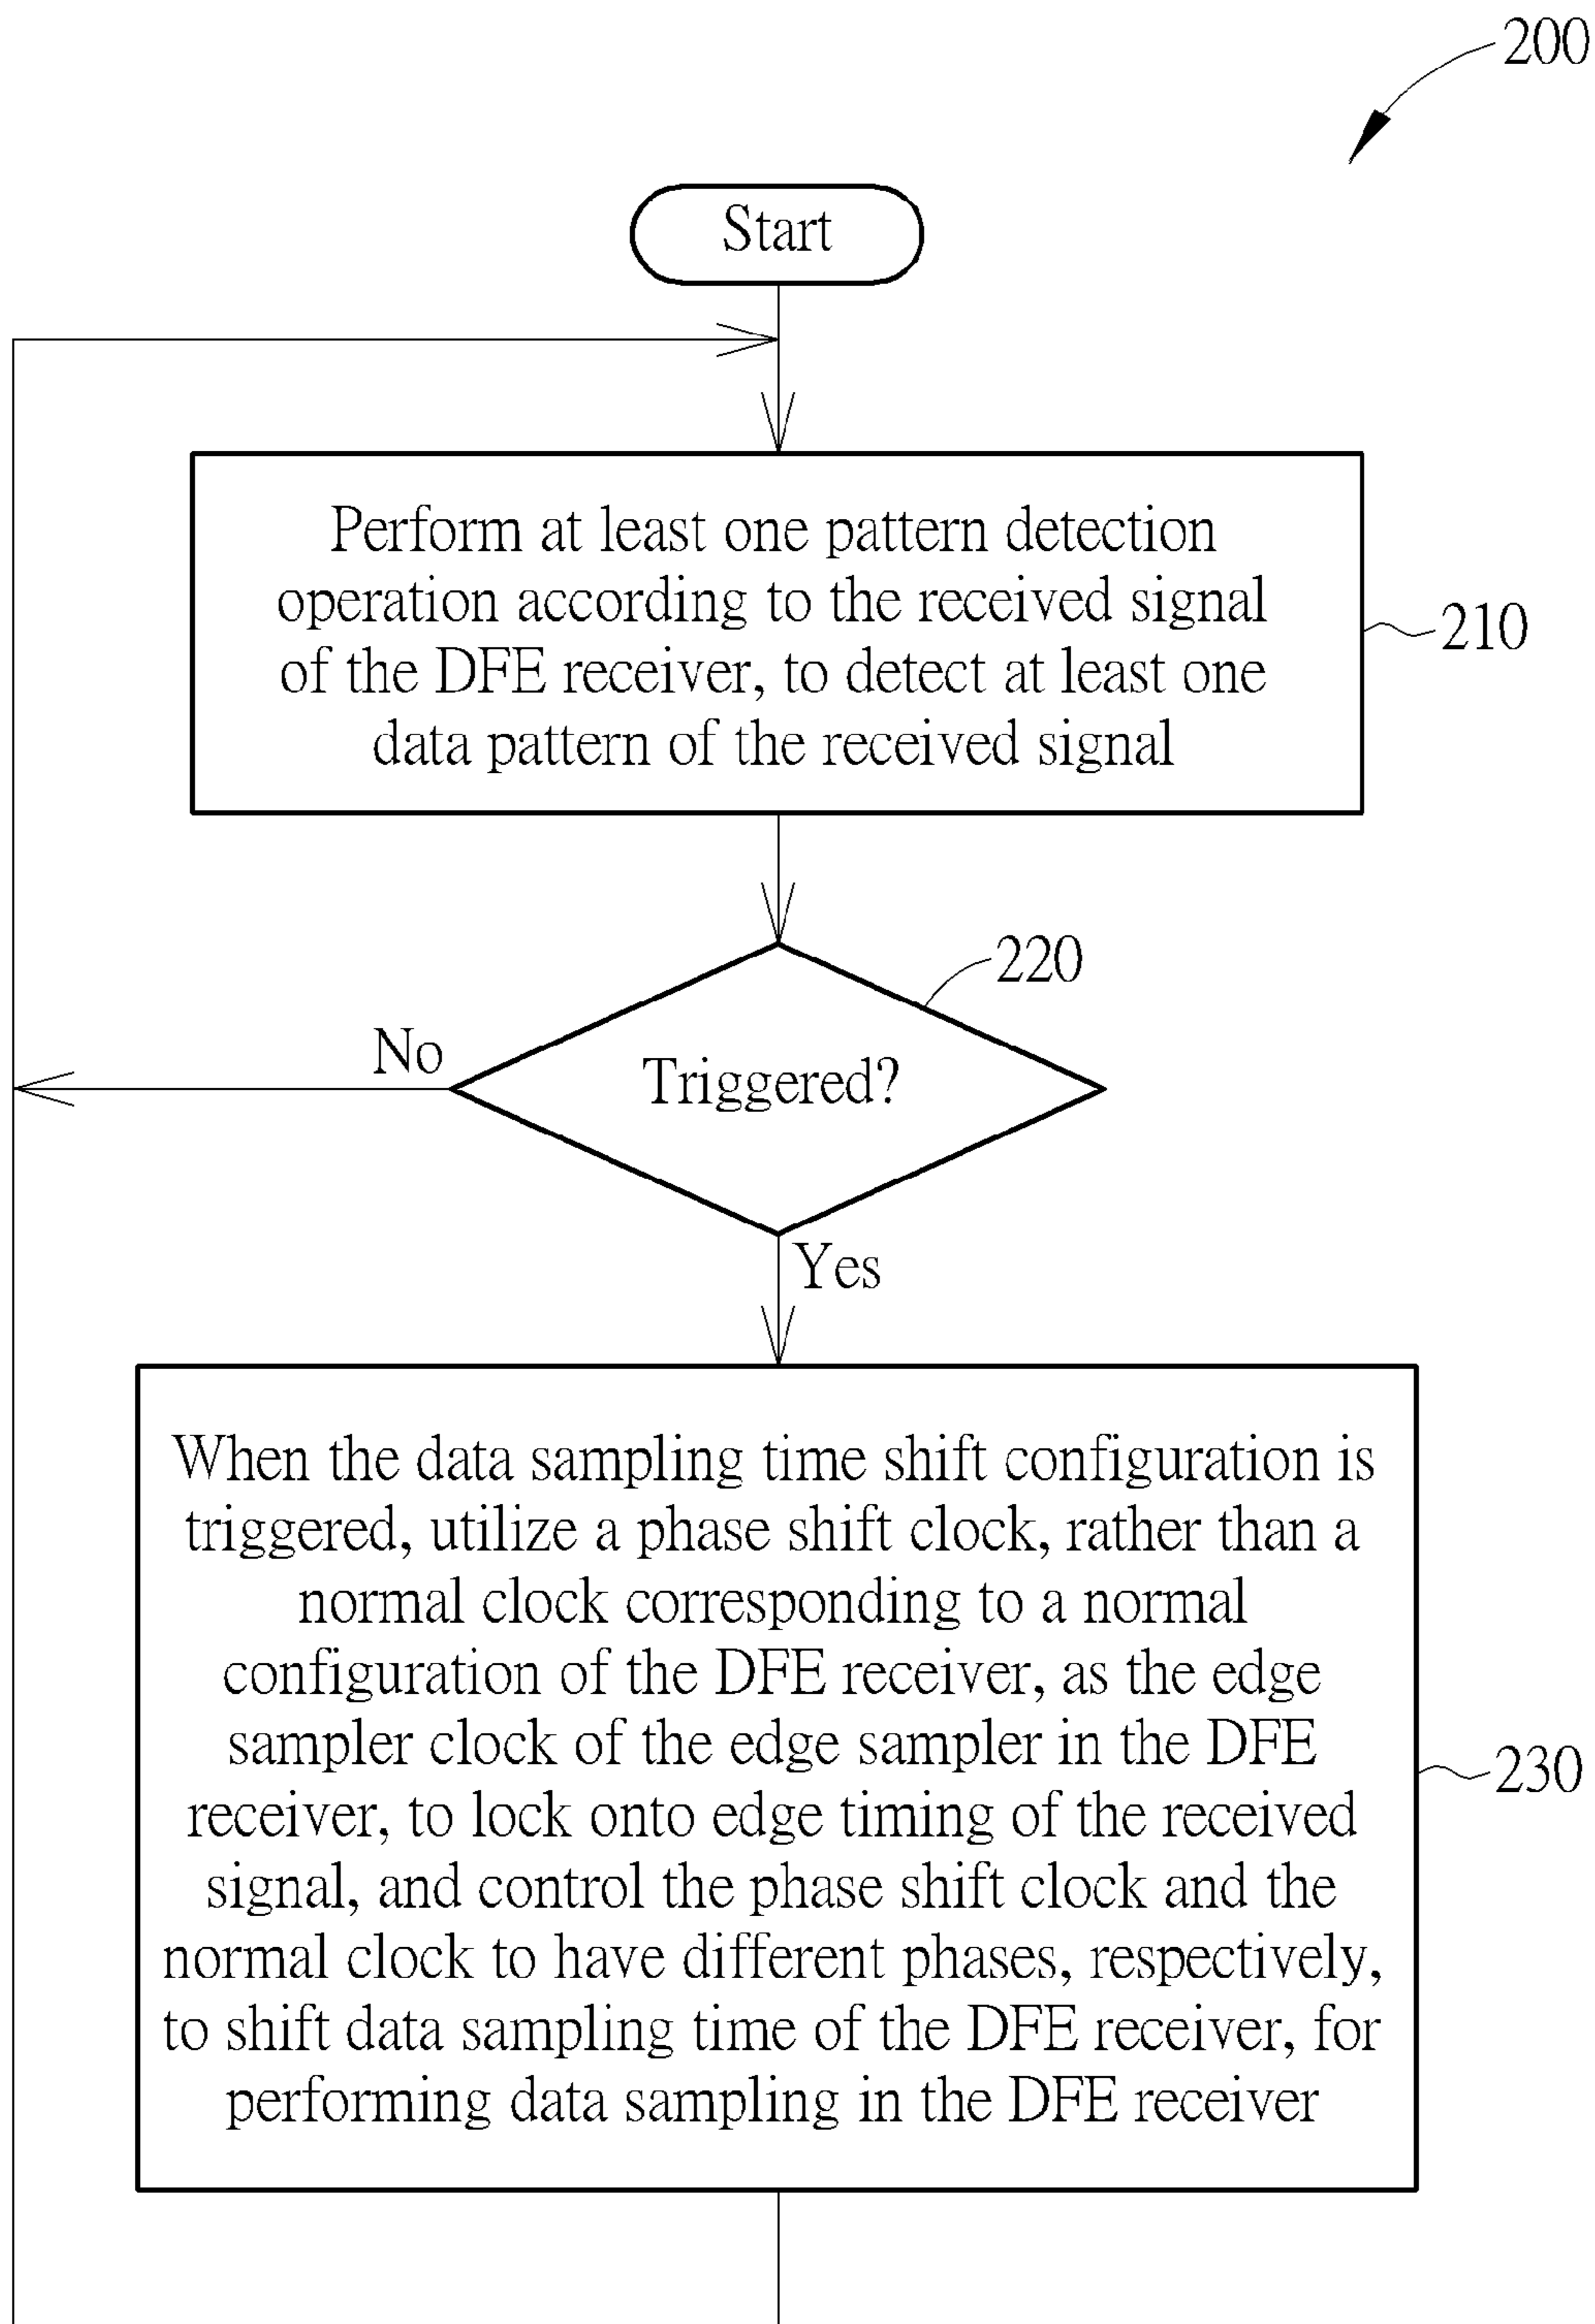 200
Start
Perform at least one pattern detection
operation according to the received signal
of the DFE receiver, to detect at least one
data pattern of the received signal
210
220
No
Triggered?
Yes
When the data sampling time shift configuration is
triggered, utilize a phase shift clock, rather than a
normal clock corresponding to a normal
configuration of the DFE receiver, as the edge
sampler clock of the edge sampler in the DFE
receiver, to lock onto edge timing of the received
signal, and control the phase shift clock and the
normal clock to have different phases, respectively,
to shift data sampling time of the DFE receiver, for
performing data sampling in the DFE receiver
230